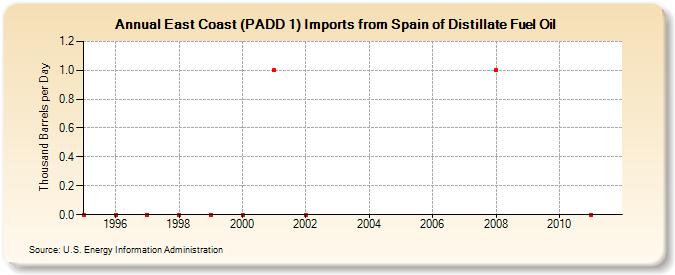 Annual East Coast (PADD 1) Imports from Spain of Distillate Fuel Oil
Thousand Barrels per Day
1.2
1.0
0.8
0.6
0.4
0.2
0.0
1996 1998 2000 2002 2004 2006 2008 2010
Source: U.S. Energy Information Administration